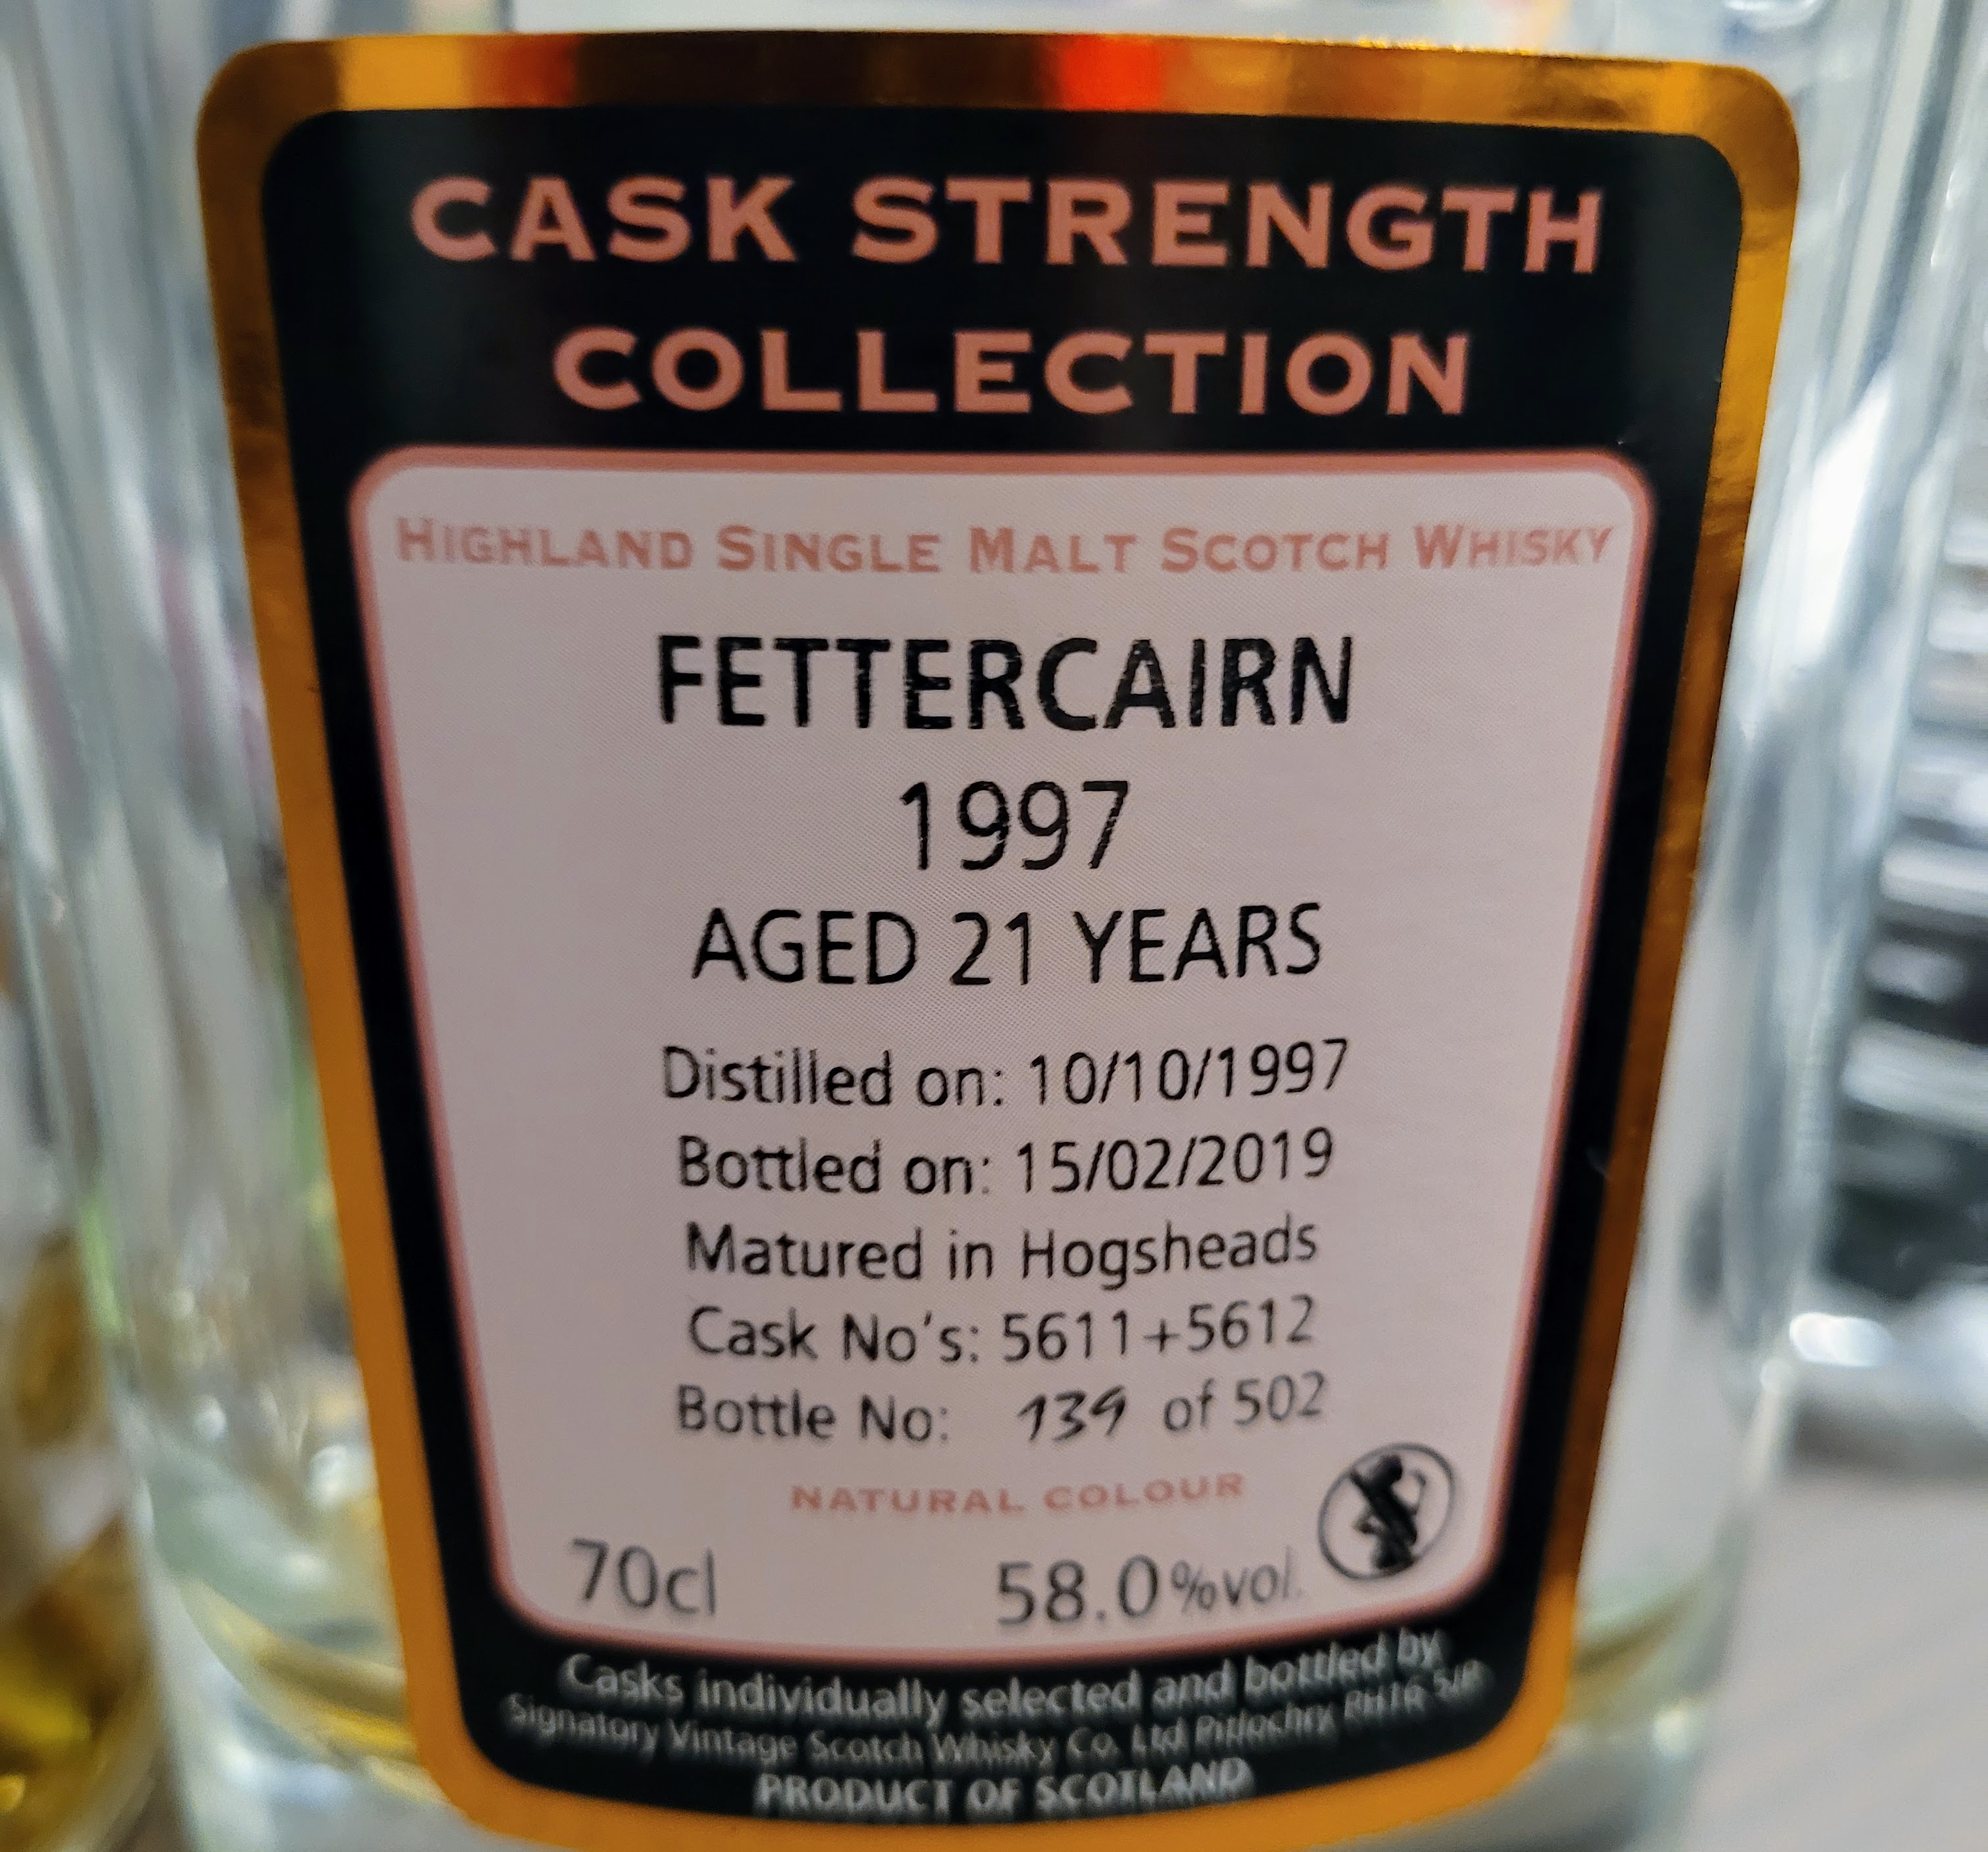 CASK STRENGTH
COLLECTION
HIGHLAND SINGLE MALT SCOTCH WHISKY
FETTERCAIRN
1997
AGED 21 YEARS
Distilled on: 10/10/1997
Bottled on: 15/02/2019
Matured in Hogsheads
Cask No's: 5611+5612
Bottle No: 139 of 502
NATURAL COLOUR
70cl 58.0%vol.
Casks individually selected and bottled by
Signatory Vintage Scotch Whisky Co. Ltd Pitlochry PH16 5JP
PRODUCT OF SCOTLAND